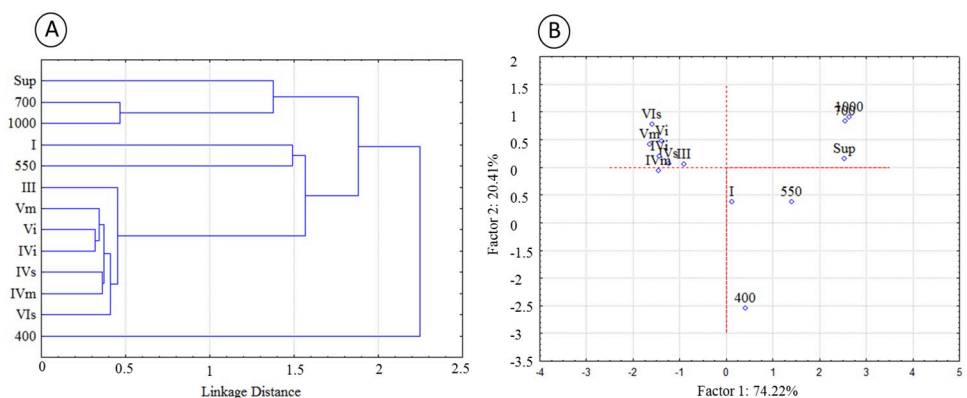 A
Sup
700
1000
I
550
III
Vm
Vi
IVi
IVs
IVm
VIs
400
0 0.5 1 1.5 2 2.5
Linkage Distance
B
2
1.5
1
0.5
0
0.5
-1
-1.5
-2
-2.5
-3
-3.5
Factor 2: 20.41%
1000
700
VIs
Vi
Vm
Sup
IVi
IVs
III
IVm
I
550
400
-4 -3 -2 -1 0 1 2 3 4
Factor 1: 74.22%